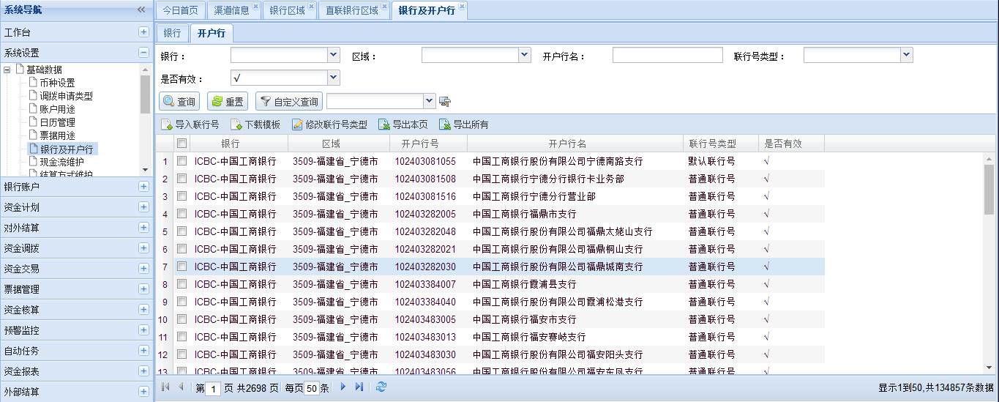 系统导航
今日首页 渠道信息 银行区域 直联银行区域 银行及开户行
工作台
系统设置
基础数据
币种设置
调拨申请类型
账户用途
日历管理
票据用途
银行及开户行
现金流维护
结算方式维护
银行账户
资金计划
对外结算
资金调拨
资金交易
票据管理
资金核算
预警监控
自动任务
资金报表
外部结算
银行 开户行
银行： 区域： 开户行名： 联行号类型：
是否有效： √
查询 重置 自定义查询
导入联行号 下载模板 修改联行号类型 导出本页 导出所有
银行 区域 开户行号 开户行名 联行号类型 是否有效
1 ICBC-中国工商银行 3509-福建省_宁德市 102403081055 中国工商银行股份有限公司宁德南路支行 默认联行号 √
2 ICBC-中国工商银行 3509-福建省_宁德市 102403081508 中国工商银行宁德分行银行卡业务部 普通联行号 √
3 ICBC-中国工商银行 3509-福建省_宁德市 102403081516 中国工商银行宁德分行营业部 普通联行号 √
4 ICBC-中国工商银行 3509-福建省_宁德市 102403282005 中国工商银行福鼎市支行 普通联行号 √
5 ICBC-中国工商银行 3509-福建省_宁德市 102403282048 中国工商银行股份有限公司福鼎太姥山支行 普通联行号 √
6 ICBC-中国工商银行 3509-福建省_宁德市 102403282021 中国工商银行股份有限公司福鼎桐山支行 普通联行号 √
7 ICBC-中国工商银行 3509-福建省_宁德市 102403282030 中国工商银行股份有限公司福鼎城南支行 普通联行号 √
8 ICBC-中国工商银行 3509-福建省_宁德市 102403384007 中国工商银行霞浦县支行 普通联行号 √
9 ICBC-中国工商银行 3509-福建省_宁德市 102403384040 中国工商银行股份有限公司霞浦松港支行 普通联行号 √
10 ICBC-中国工商银行 3509-福建省_宁德市 102403483005 中国工商银行福安市支行 普通联行号 √
11 ICBC-中国工商银行 3509-福建省_宁德市 102403483013 中国工商银行福安赛岐支行 普通联行号 √
12 ICBC-中国工商银行 3509-福建省_宁德市 102403483030 中国工商银行股份有限公司福安阳头支行 普通联行号 √
13 ICBC-中国工商银行 3509-福建省_宁德市 102403483056 中国工商银行股份有限公司福安东凤支行 普通联行号 √
第 1 页 共2698 页 每页 50 条 显示1到50,共134857条数据